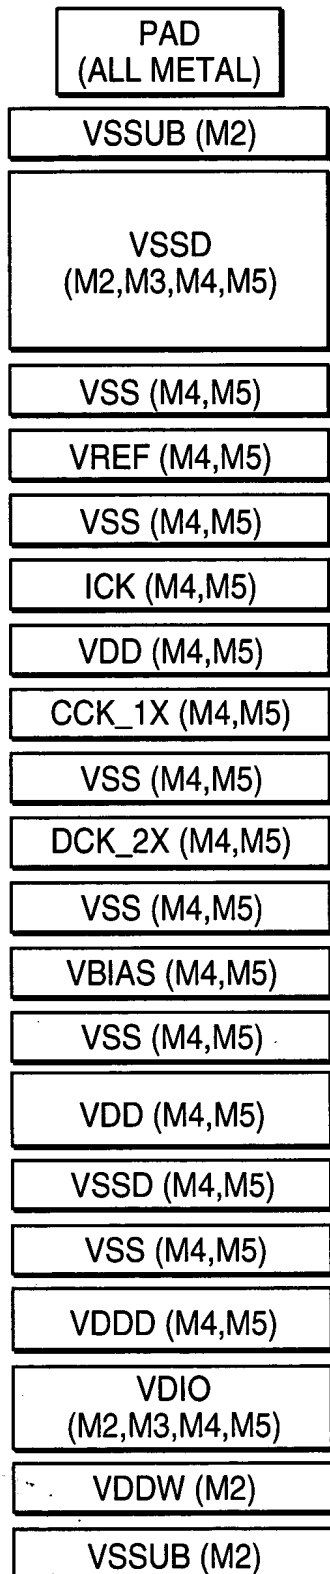 PAD
(ALL METAL)
VSSUB (M2)
VSSD
(M2,M3,M4,M5)
VSS (M4,M5)
VREF (M4,M5)
VSS (M4,M5)
ICK (M4,M5)
VDD (M4,M5)
CCK_1X (M4,M5)
VSS (M4,M5)
DCK_2X (M4,M5)
VSS (M4,M5)
VBIAS (M4,M5)
VSS (M4,M5)
VDD (M4,M5)
VSSD (M4,M5)
VSS (M4,M5)
VDDD (M4,M5)
VDIO
(M2,M3,M4,M5)
VDDW (M2)
VSSUB (M2)